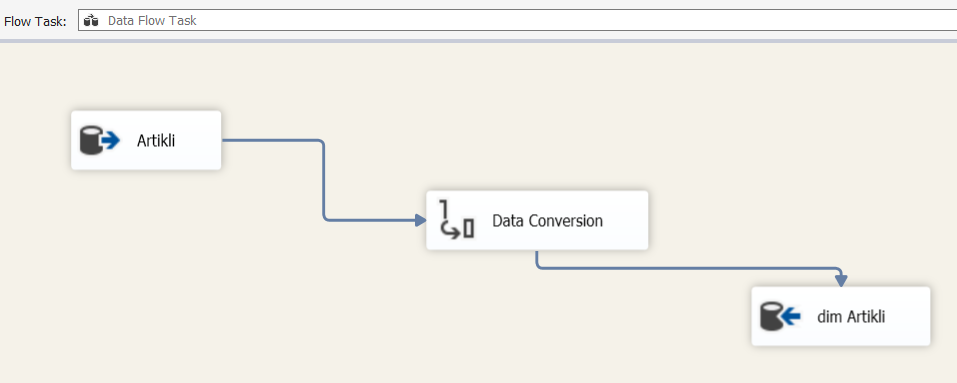 Flow Task: Data Flow Task
Artikli
Data Conversion
dim Artikli